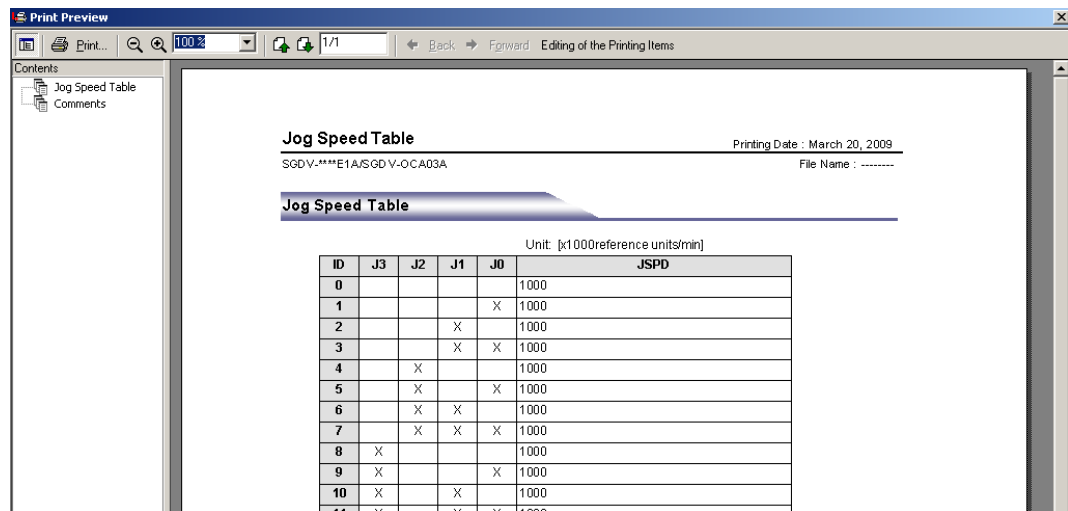 Print Preview
Print... 100 % 1/1 Back Forward Editing of the Printing Items
Contents
Jog Speed Table
Comments
Jog Speed Table
Printing Date : March 20, 2009
SGDV-****E1A/SGDV-OCA03A
File Name : --------
Jog Speed Table
Unit: [x1000reference units/min]
ID J3 J2 J1 J0 JSPD
0 1000
1 X 1000
2 X 1000
3 X X 1000
4 X 1000
5 X X 1000
6 X X 1000
7 X X X 1000
8 X 1000
9 X X 1000
10 X X 1000
11 X X X 1000